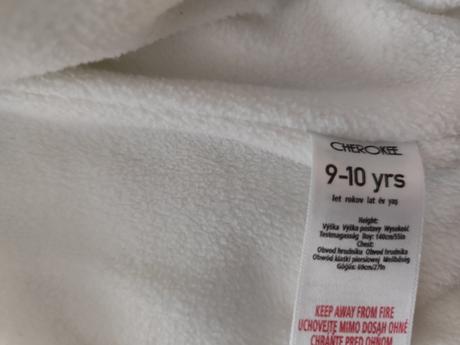 CHEROKEE
9-10 yrs
let rokov lat év yaş
Height:
Výška Výška postavy Wysokość
Testmagasság Boy: 140cm/55in
Chest:
Obvod hrudníka Obvod hrudníka
Obwód klatki piersiowej Mellbőség
Göğüs: 69cm/27in
KEEP AWAY FROM FIRE
UCHOVEJTE MIMO DOSAH OHNĚ
CHRÁŇTE PRED OHŇOM